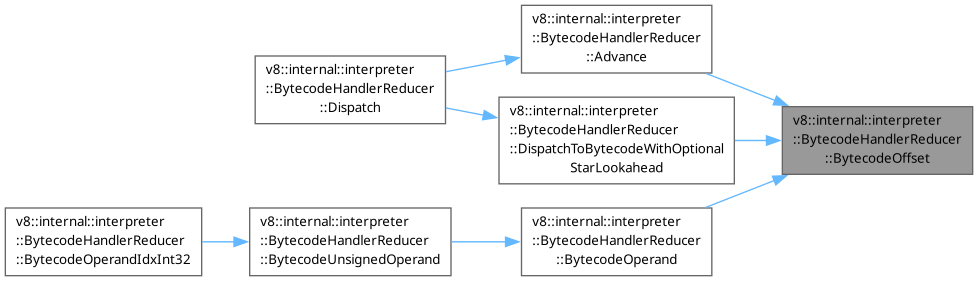 v8::internal::interpreter
::BytecodeHandlerReducer
::Advance
v8::internal::interpreter
::BytecodeHandlerReducer
::Dispatch
v8::internal::interpreter
::BytecodeHandlerReducer
::DispatchToBytecodeWithOptional
StarLookahead
v8::internal::interpreter
::BytecodeHandlerReducer
::BytecodeOffset
v8::internal::interpreter
::BytecodeHandlerReducer
::BytecodeOperandIdxInt32
v8::internal::interpreter
::BytecodeHandlerReducer
::BytecodeUnsignedOperand
v8::internal::interpreter
::BytecodeHandlerReducer
::BytecodeOperand